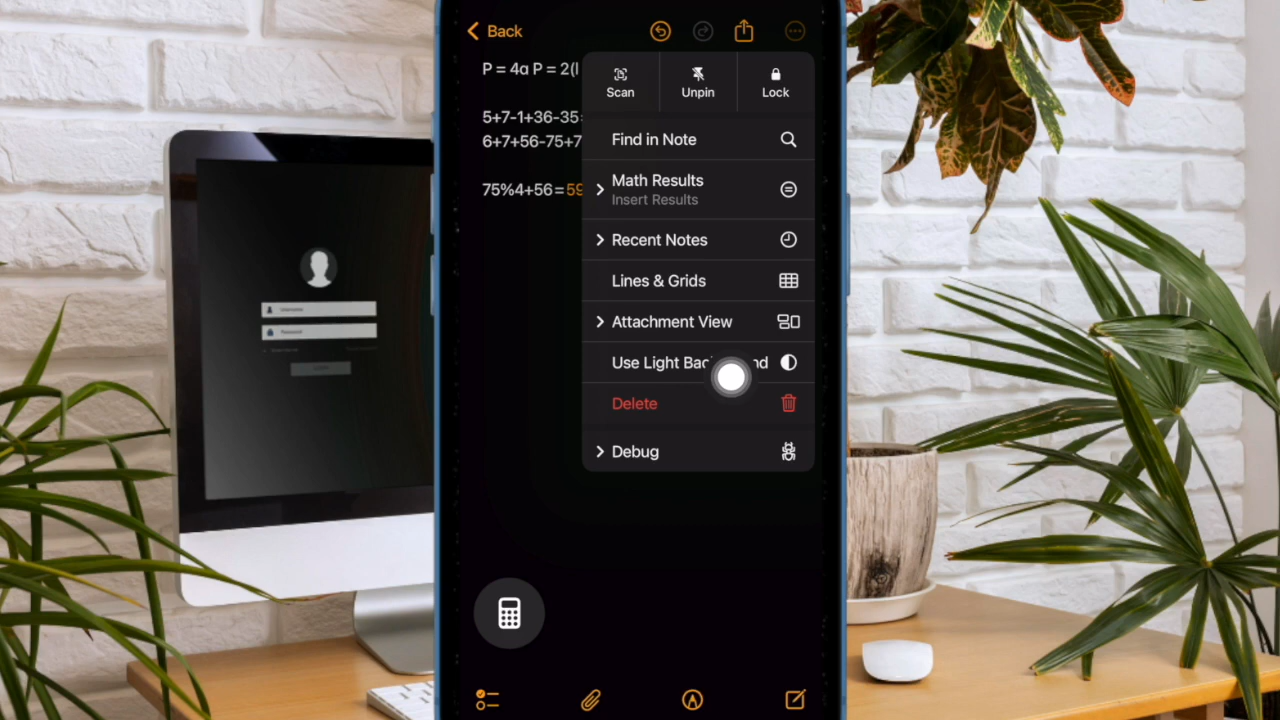 Back
P = 4a P = 2(l
Scan
Unpin
Lock
5+7-1+36-35
6+7+56-75+7
75%4+56=59
Find in Note
Math Results
Insert Results
Recent Notes
Lines & Grids
Attachment View
Use Light Bac nd
Delete
Debug
Username
Password